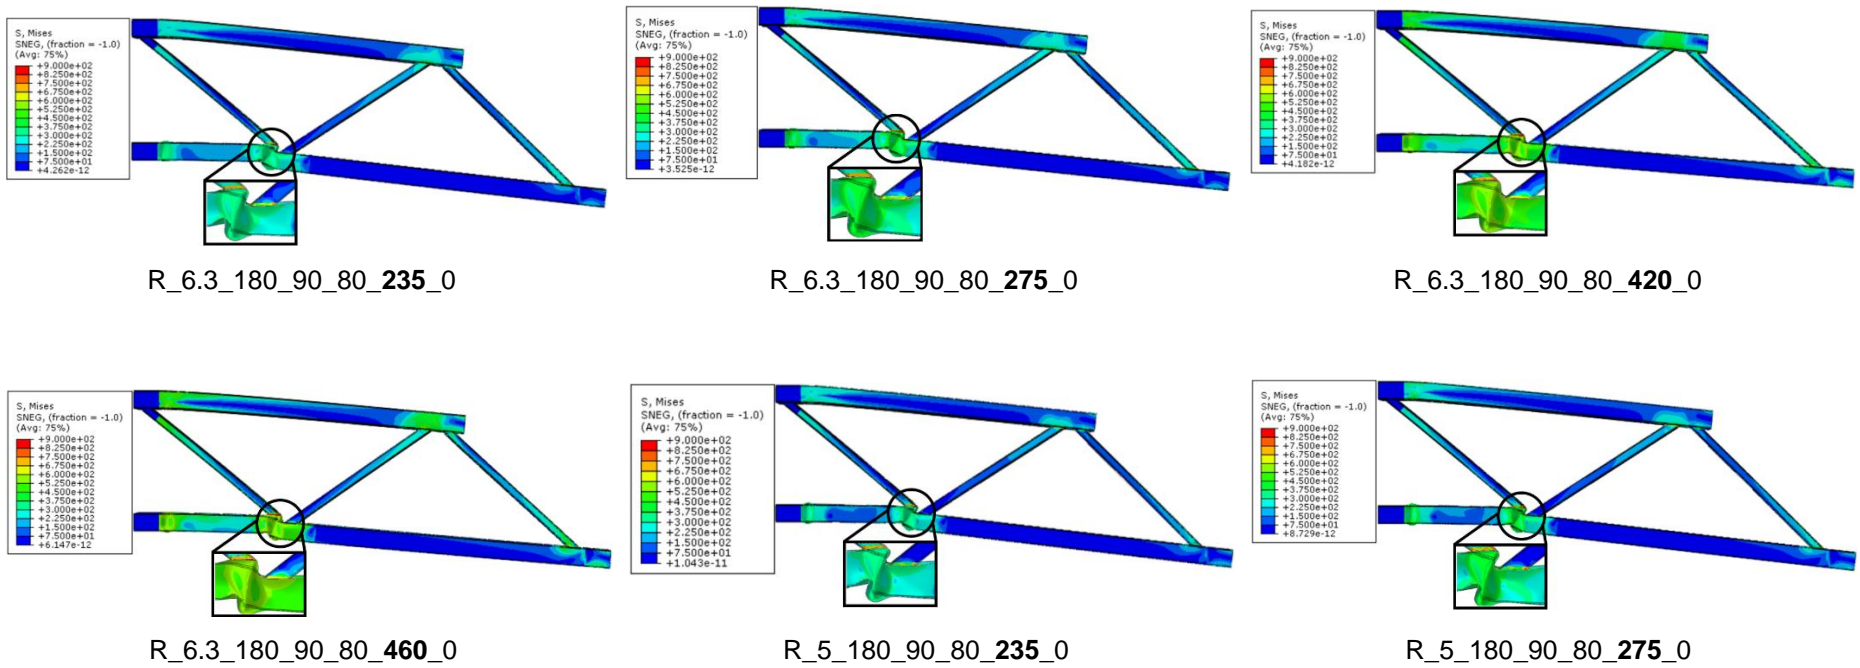 S, Mises
SNEG, (fraction = -1.0)
(Avg: 75%)
+9.000e+02
+8.250e+02
+7.500e+02
+6.750e+02
+6.000e+02
+5.250e+02
+4.500e+02
+3.750e+02
+3.000e+02
+2.250e+02
+1.500e+02
+7.500e+01
+4.262e-12
R_6.3_180_90_80_235_0
S, Mises
SNEG, (fraction = -1.0)
(Avg: 75%)
+9.000e+02
+8.250e+02
+7.500e+02
+6.750e+02
+6.000e+02
+5.250e+02
+4.500e+02
+3.750e+02
+3.000e+02
+2.250e+02
+1.500e+02
+7.500e+01
+3.525e-12
R_6.3_180_90_80_275_0
S, Mises
SNEG, (fraction = -1.0)
(Avg: 75%)
+9.000e+02
+8.250e+02
+7.500e+02
+6.750e+02
+6.000e+02
+5.250e+02
+4.500e+02
+3.750e+02
+3.000e+02
+2.250e+02
+1.500e+02
+7.500e+01
+4.182e-12
R_6.3_180_90_80_420_0
S, Mises
SNEG, (fraction = -1.0)
(Avg: 75%)
+9.000e+02
+8.250e+02
+7.500e+02
+6.750e+02
+6.000e+02
+5.250e+02
+4.500e+02
+3.750e+02
+3.000e+02
+2.250e+02
+1.500e+02
+7.500e+01
+6.147e-12
R_6.3_180_90_80_460_0
S, Mises
SNEG, (fraction = -1.0)
(Avg: 75%)
+9.000e+02
+8.250e+02
+7.500e+02
+6.750e+02
+6.000e+02
+5.250e+02
+4.500e+02
+3.750e+02
+3.000e+02
+2.250e+02
+1.500e+02
+7.500e+01
+1.043e-11
R_5_180_90_80_235_0
S, Mises
SNEG, (fraction = -1.0)
(Avg: 75%)
+9.000e+02
+8.250e+02
+7.500e+02
+6.750e+02
+6.000e+02
+5.250e+02
+4.500e+02
+3.750e+02
+3.000e+02
+2.250e+02
+1.500e+02
+7.500e+01
+8.729e-12
R_5_180_90_80_275_0